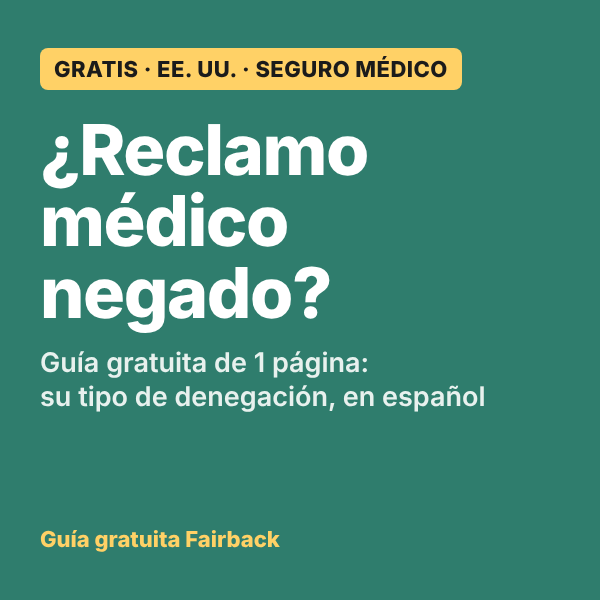 GRATIS · EE. UU. · SEGURO MÉDICO
¿Reclamo
médico
negado?
Guía gratuita de 1 página:
su tipo de denegación, en español
Guía gratuita Fairback